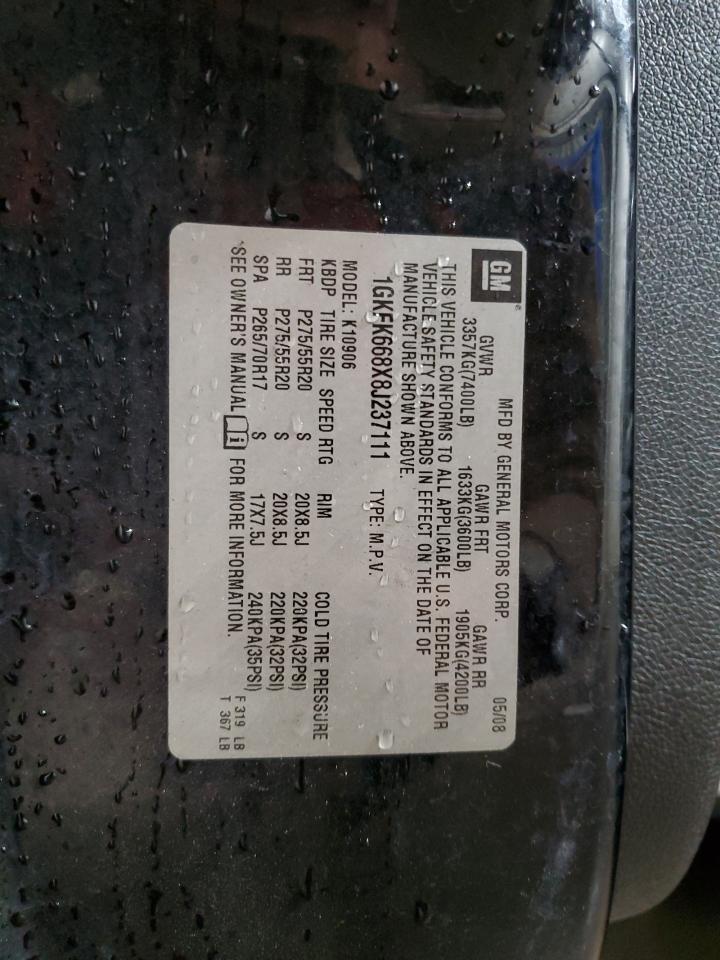 GM
MFD BY GENERAL MOTORS CORP. 05/08
GVWR GAWR FRT GAWR RR
3357KG(7400LB) 1633KG(3600LB) 1905KG(4200LB)
THIS VEHICLE CONFORMS TO ALL APPLICABLE U.S. FEDERAL MOTOR
VEHICLE SAFETY STANDARDS IN EFFECT ON THE DATE OF
MANUFACTURE SHOWN ABOVE.
1GKFK668X8J237111 TYPE: M.P.V.
MODEL: K10906
KBDP TIRE SIZE SPEED RTG RIM COLD TIRE PRESSURE
FRT P275/55R20 S 20X8.5J 220KPA(32PSI)
RR P275/55R20 S 20X8.5J 220KPA(32PSI)
SPA P265/70R17 S 17X7.5J 240KPA(35PSI)
*SEE OWNER'S MANUAL i FOR MORE INFORMATION.
F 319 LB
T 367 LB